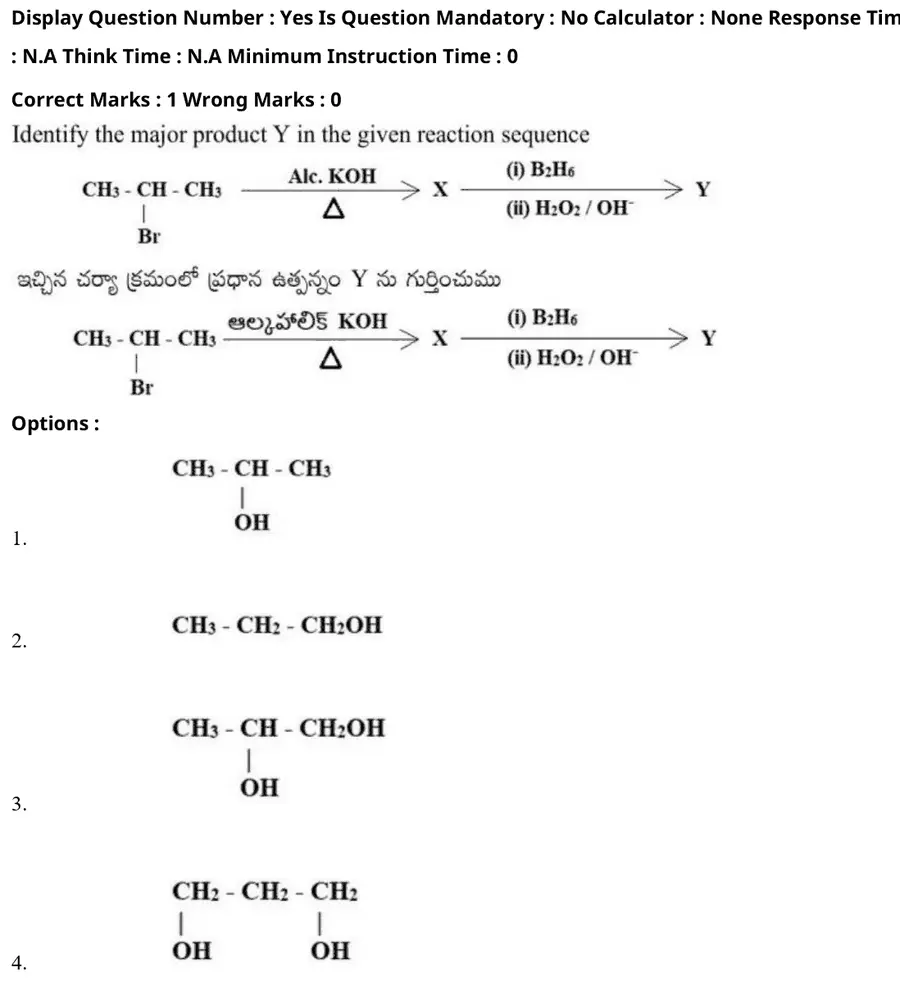 Display Question Number : Yes Is Question Mandatory : No Calculator : None Response Tim
: N.A Think Time : N.A Minimum Instruction Time : 0
Correct Marks : 1 Wrong Marks : 0
Identify the major product Y in the given reaction sequence
CH₃ - CH - CH₃ Alc. KOH Δ X (i) B₂H₆ (ii) H₂O₂ / OH⁻ Y
|
Br
ఇచ్చిన చర్యా క్రమంలో ప్రధాన ఉత్పన్నం Y ను గుర్తించుము
CH₃ - CH - CH₃ ఆల్కహాలిక్ KOH Δ X (i) B₂H₆ (ii) H₂O₂ / OH⁻ Y
|
Br
Options :
CH₃ - CH - CH₃
|
OH
1.
CH₃ - CH₂ - CH₂OH
2.
CH₃ - CH - CH₂OH
|
OH
3.
CH₂ - CH₂ - CH₂
| |
OH OH
4.